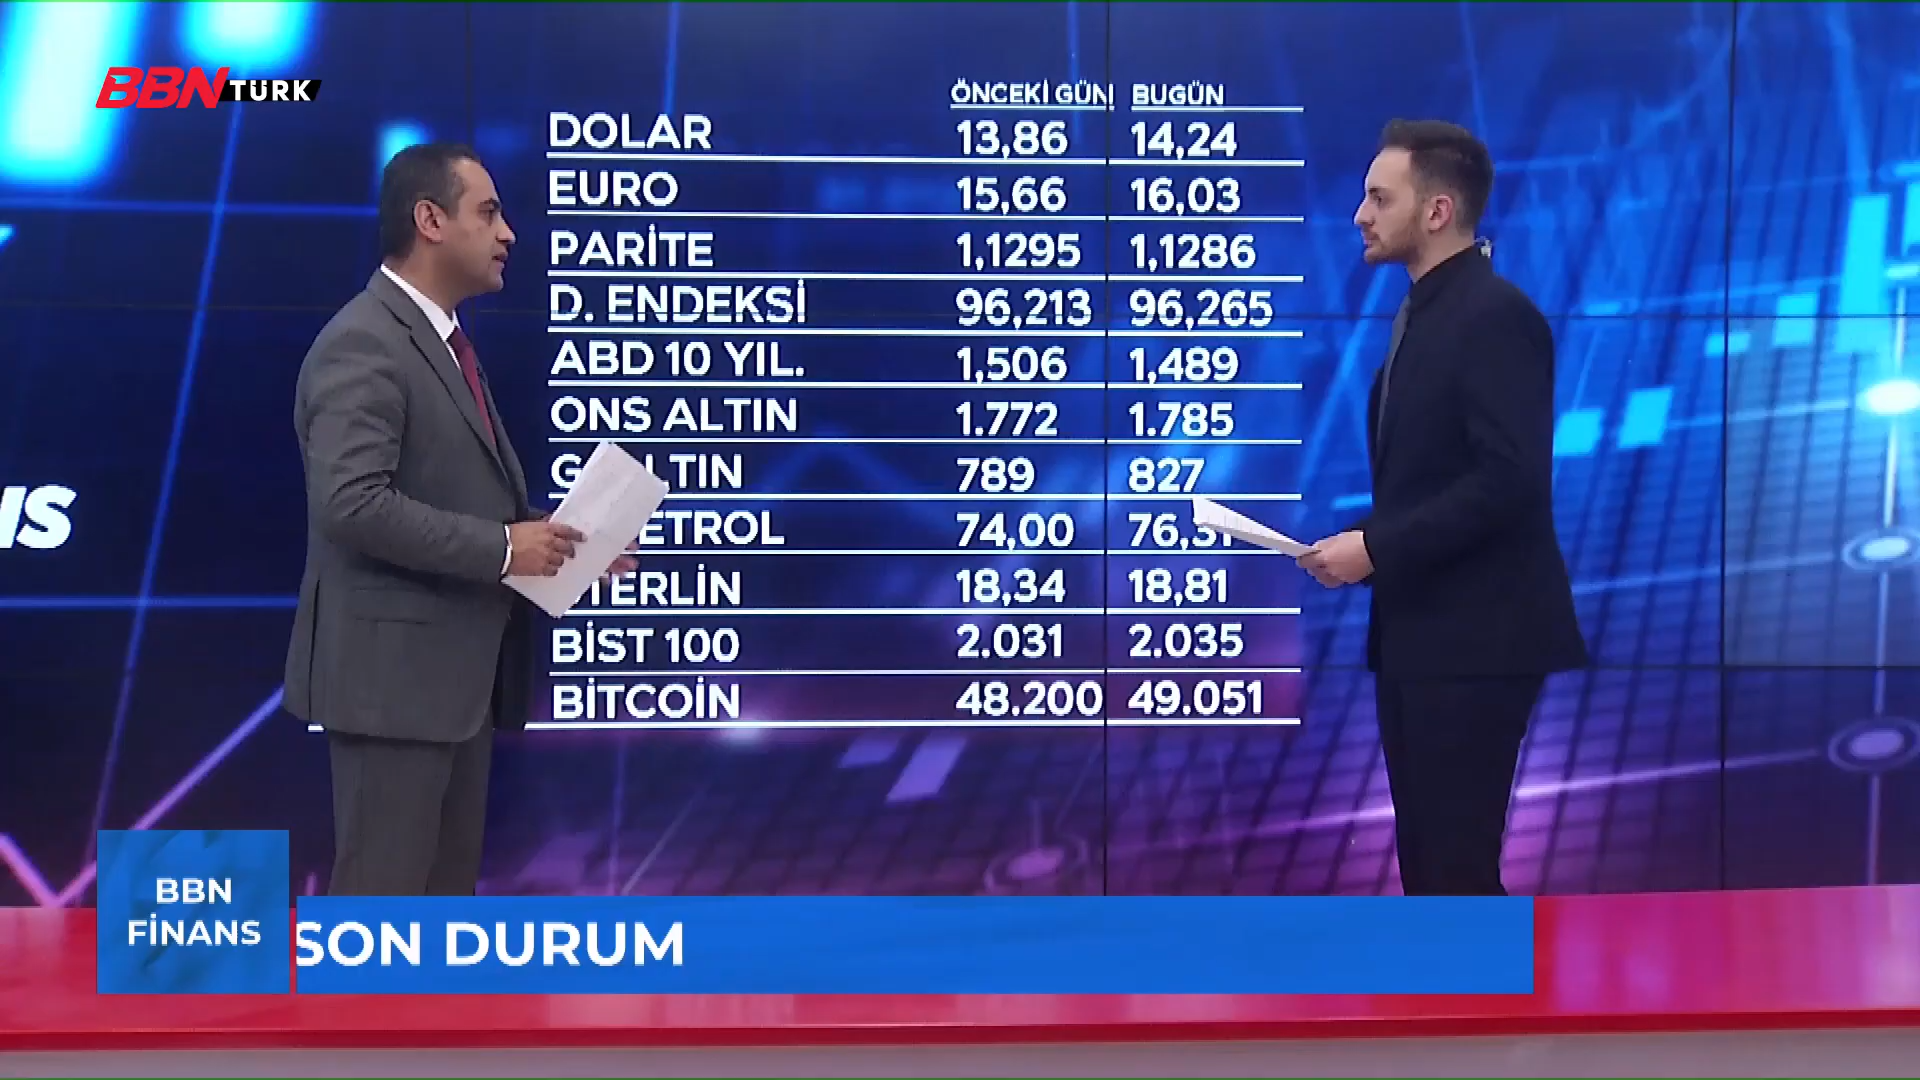 BBN TURK
ÖNCEKİ GÜN BUGÜN
DOLAR 13,86 14,24
EURO 15,66 16,03
PARİTE 1,1295 1,1286
D. ENDEKSİ 96,213 96,265
ABD 10 YIL. 1,506 1,489
ONS ALTIN 1.772 1.785
789 827
74,00
18,34 18,81
BİST 100 2.031 2.035
BİTCOİN 48.200 49.051
BBN
FİNANS
SON DURUM